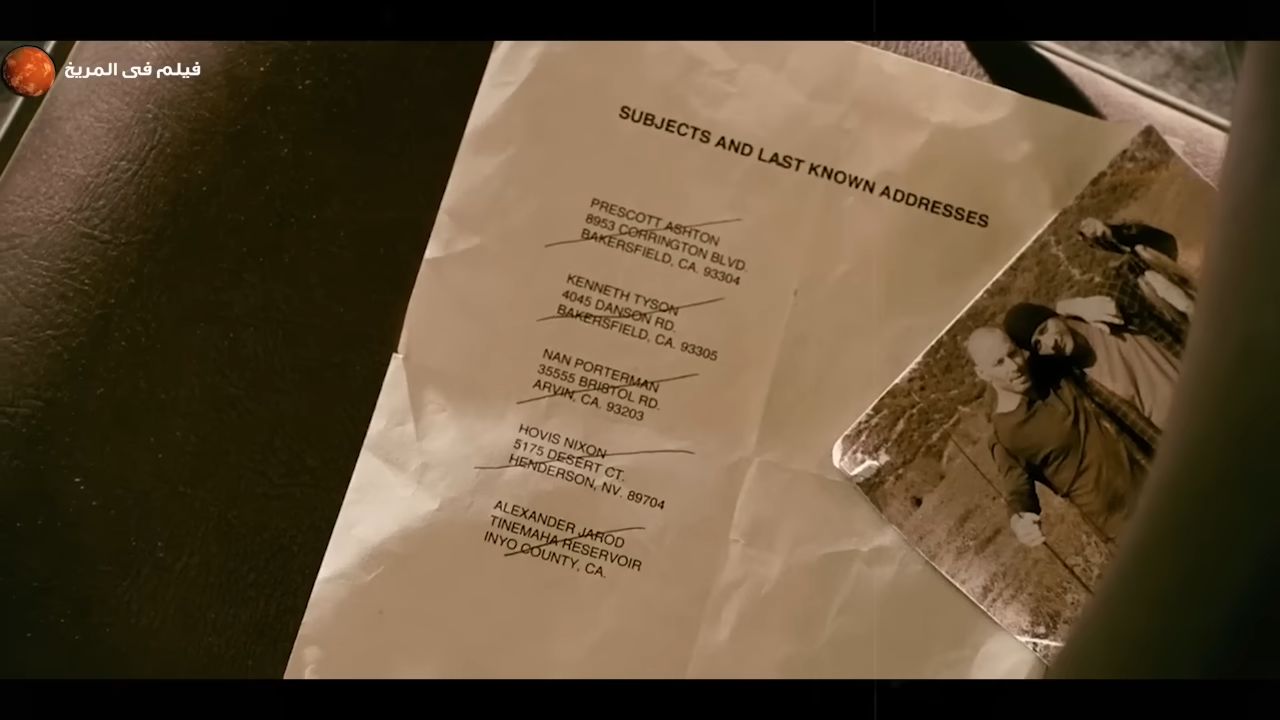 فيلم فى المريخ
SUBJECTS AND LAST KNOWN ADDRESSES
PRESCOTT ASHTON
8953 CORRINGTON BLVD.
BAKERSFIELD, CA. 93304
KENNETH TYSON
4045 DANSON RD.
BAKERSFIELD, CA. 93305
NAN PORTERMAN
35555 BRISTOL RD.
ARVIN, CA. 93203
HOVIS NIXON
5175 DESERT CT.
HENDERSON, NV. 89704
ALEXANDER JAROD
TINEMAHA RESERVOIR
INYO COUNTY, CA.